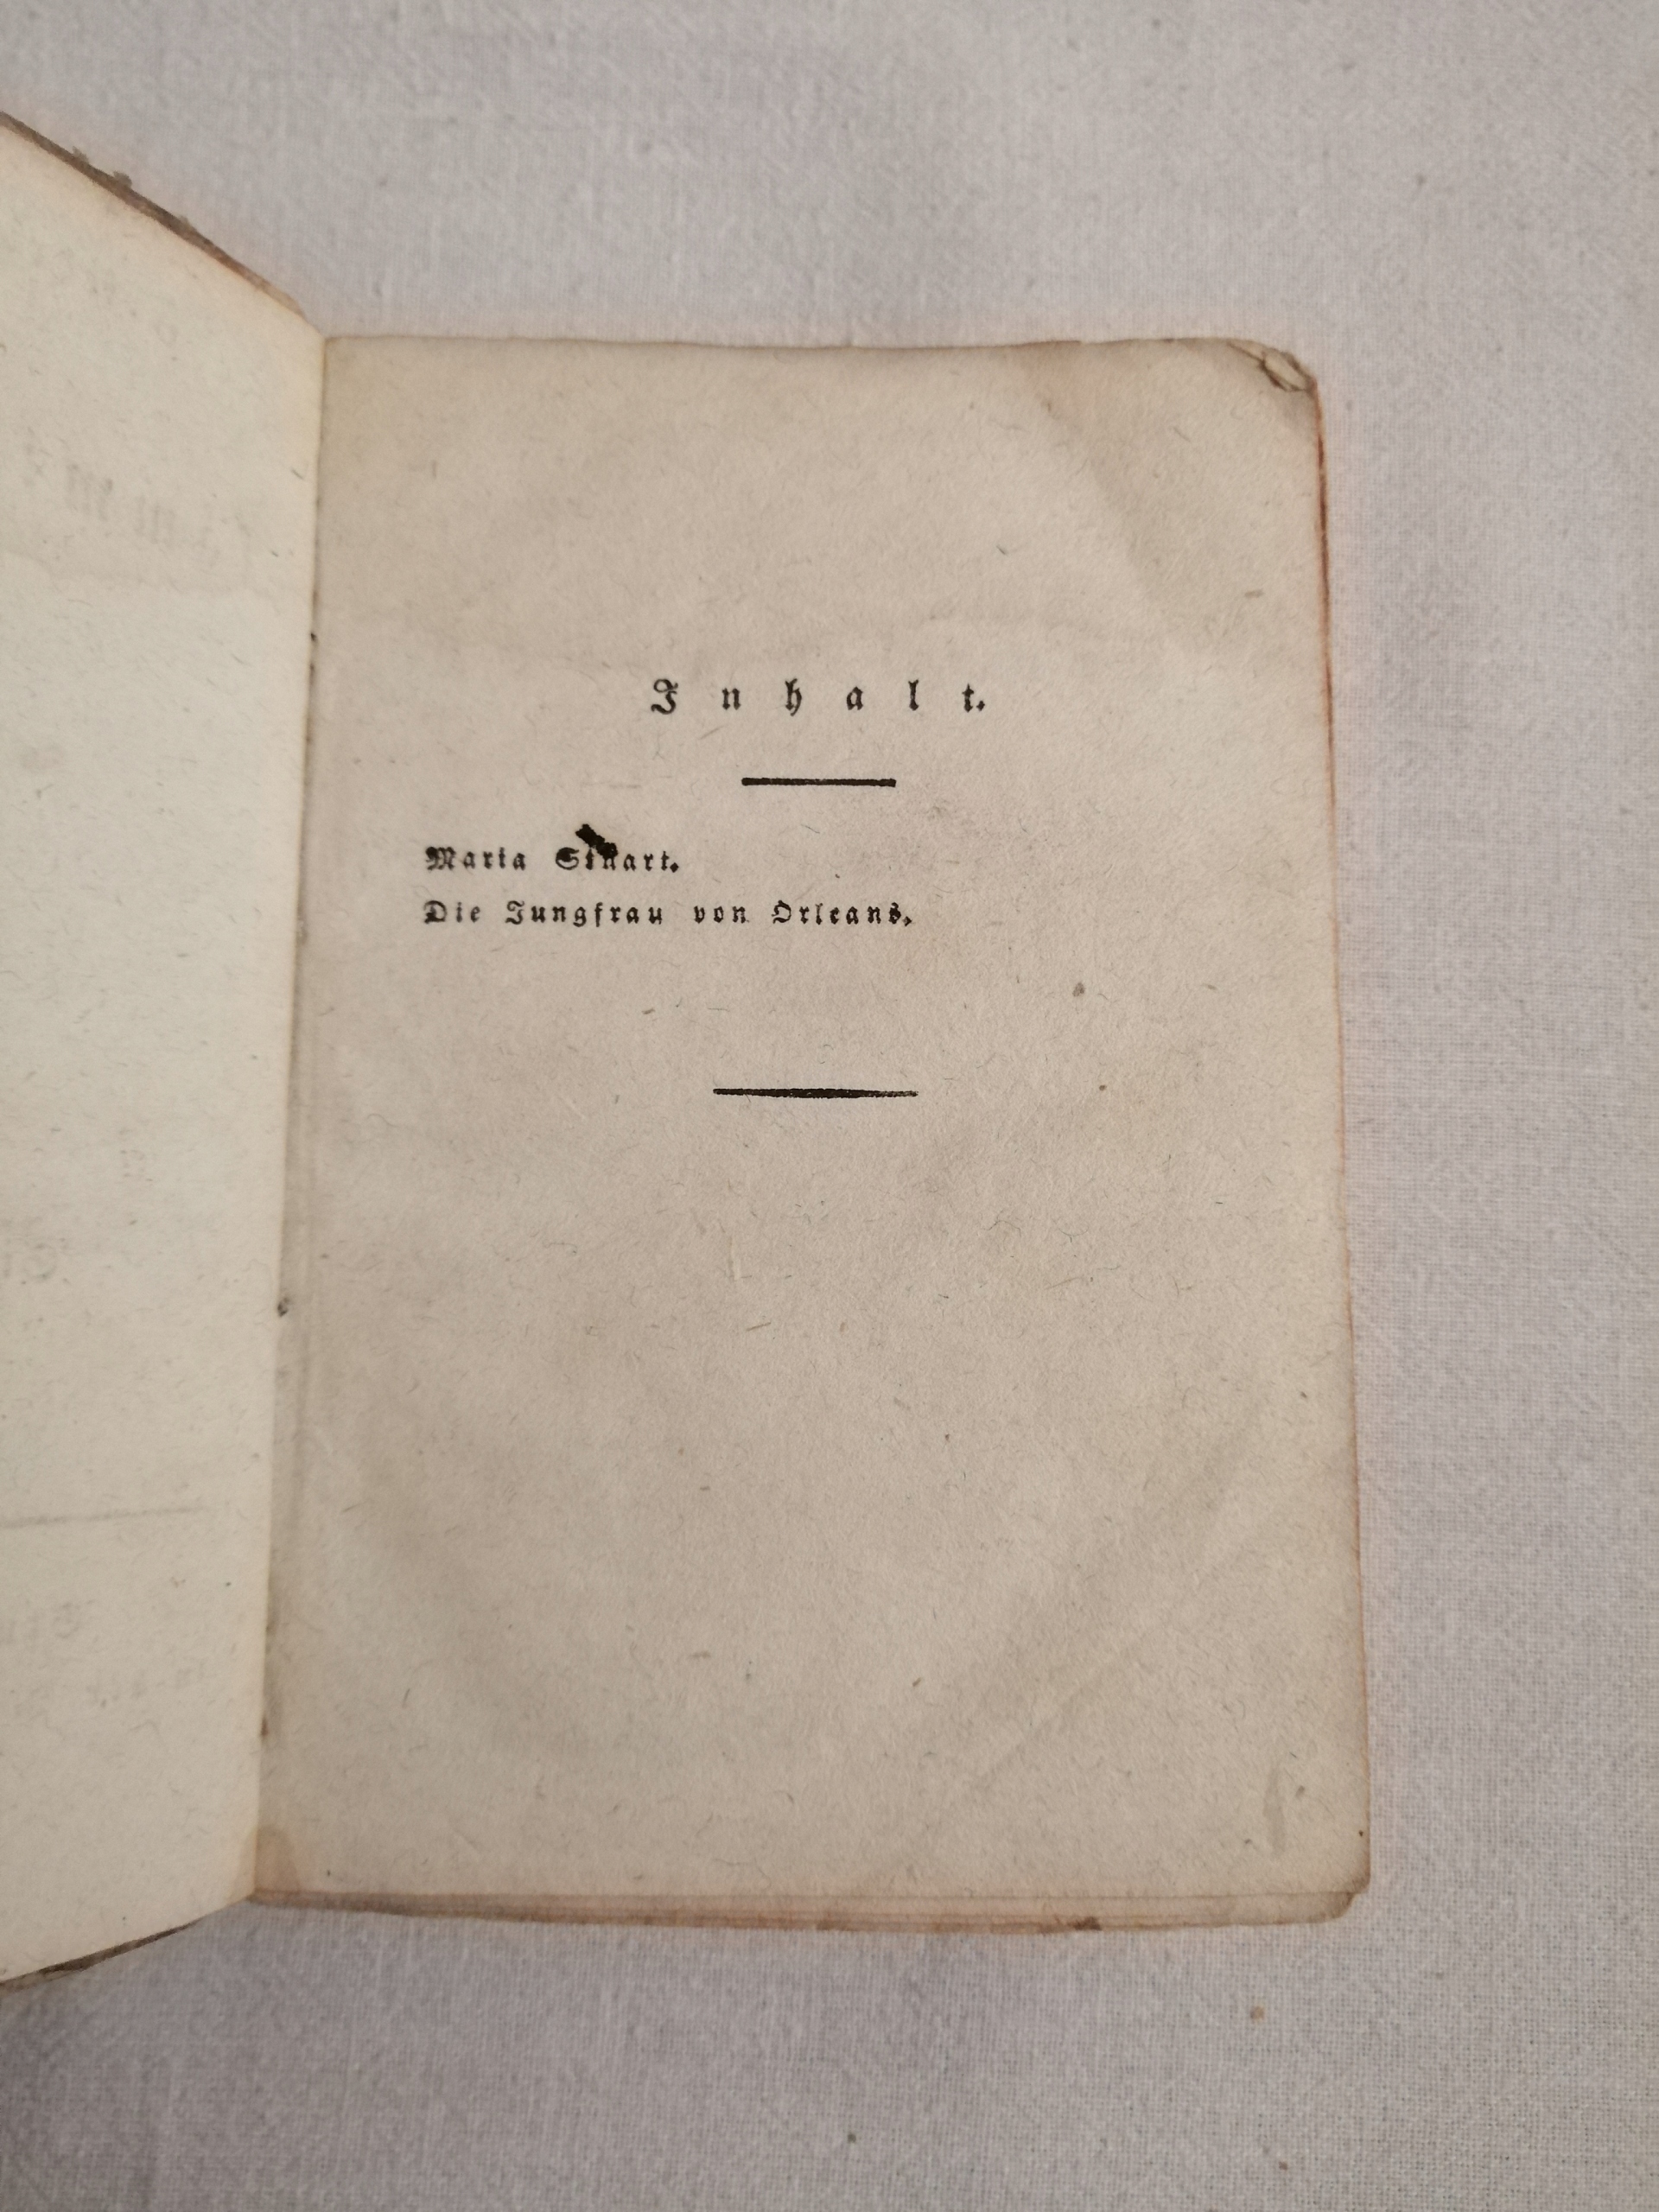 Inhalt.
Maria Stuart.
Die Jungfrau von Orleans.